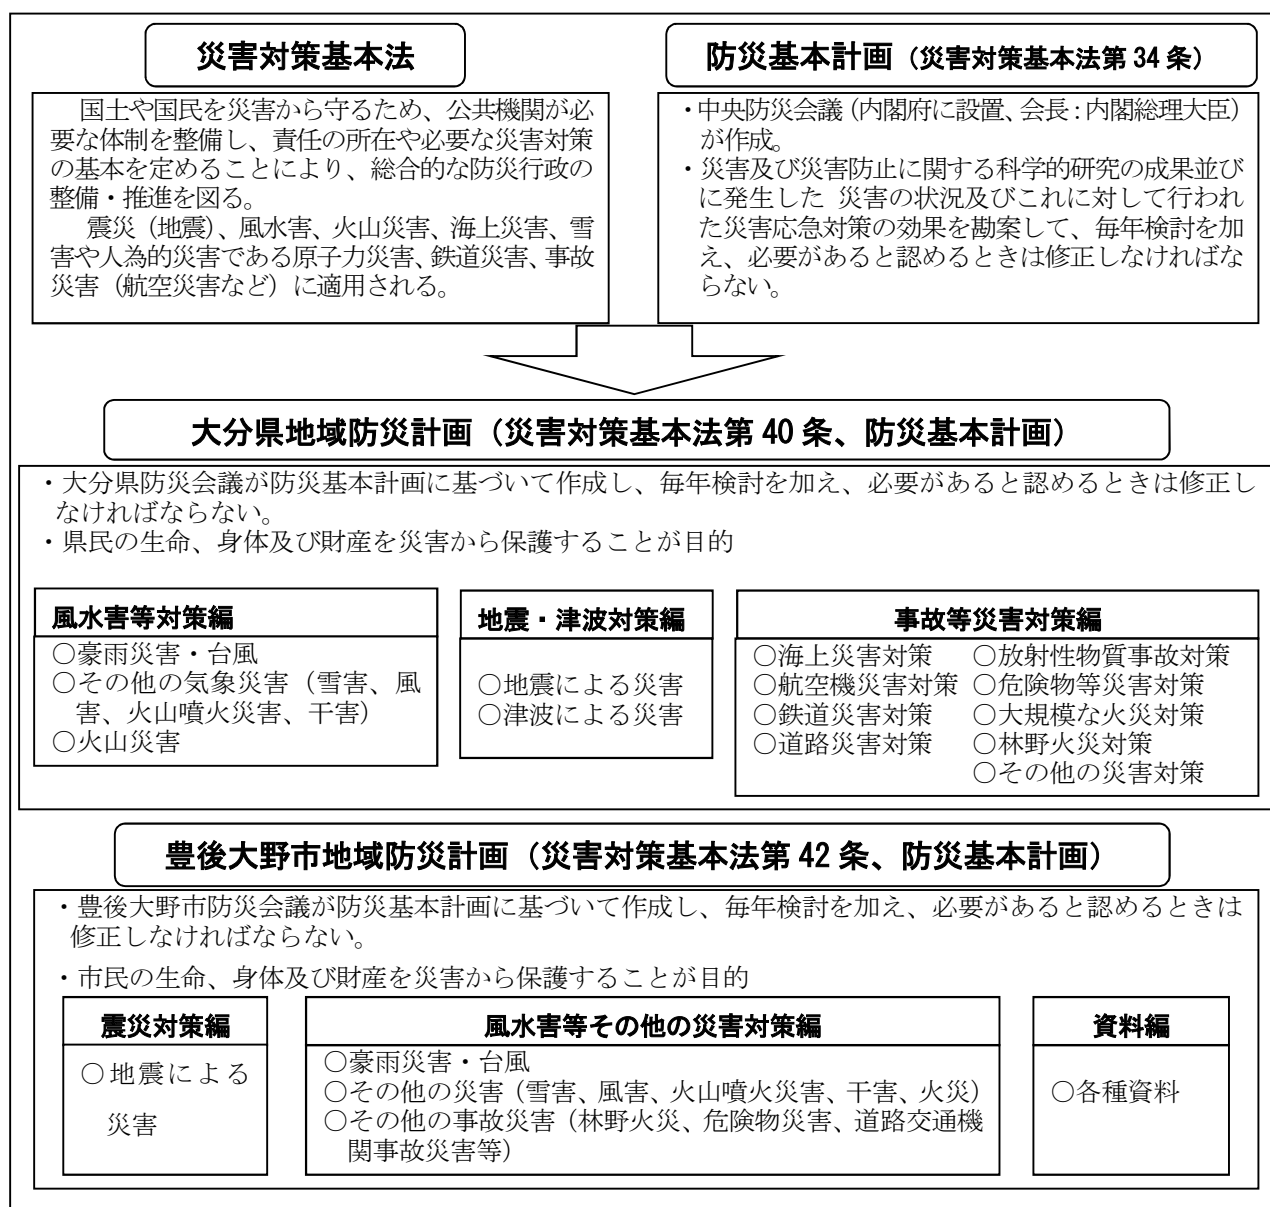 災害対策基本法
国土や国民を災害から守るため、公共機関が必
要な体制を整備し、責任の所在や必要な災害対策
の基本を定めることにより、総合的な防災行政の
整備・推進を図る。
震災(地震)、風水害、火山災害、海上災害、雪
害や人為的災害である原子力災害、鉄道災害、事故
災害(航空災害など)に適用される。
防災基本計画(災害対策基本法第 34 条)
・中央防災会議(内閣府に設置、会長:内閣総理大臣)
が作成。
・災害及び災害防止に関する科学的研究の成果並び
に発生した 災害の状況及びこれに対して行われ
た災害応急対策の効果を勘案して、毎年検討を加
え、必要があると認めるときは修正しなければな
らない。
大分県地域防災計画(災害対策基本法第 40 条、防災基本計画)
・大分県防災会議が防災基本計画に基づいて作成し、毎年検討を加え、必要があると認めるときは修正し
なければならない。
・県民の生命、身体及び財産を災害から保護することが目的
風水害等対策編
○豪雨災害・台風
○その他の気象災害(雪害、風
害、火山噴火災害、干害)
○火山災害
地震・津波対策編
○地震による災害
○津波による災害
事故等災害対策編
○海上災害対策 ○放射性物質事故対策
○航空機災害対策 ○危険物等災害対策
○鉄道災害対策 ○大規模な火災対策
○道路災害対策 ○林野火災対策
○その他の災害対策
豊後大野市地域防災計画(災害対策基本法第 42 条、防災基本計画)
・豊後大野市防災会議が防災基本計画に基づいて作成し、毎年検討を加え、必要があると認めるときは
修正しなければならない。
・市民の生命、身体及び財産を災害から保護することが目的
震災対策編
○地震による
災害
風水害等その他の災害対策編
○豪雨災害・台風
○その他の災害(雪害、風害、火山噴火災害、干害、火災)
○その他の事故災害(林野火災、危険物災害、道路交通機
関事故災害等)
資料編
○各種資料